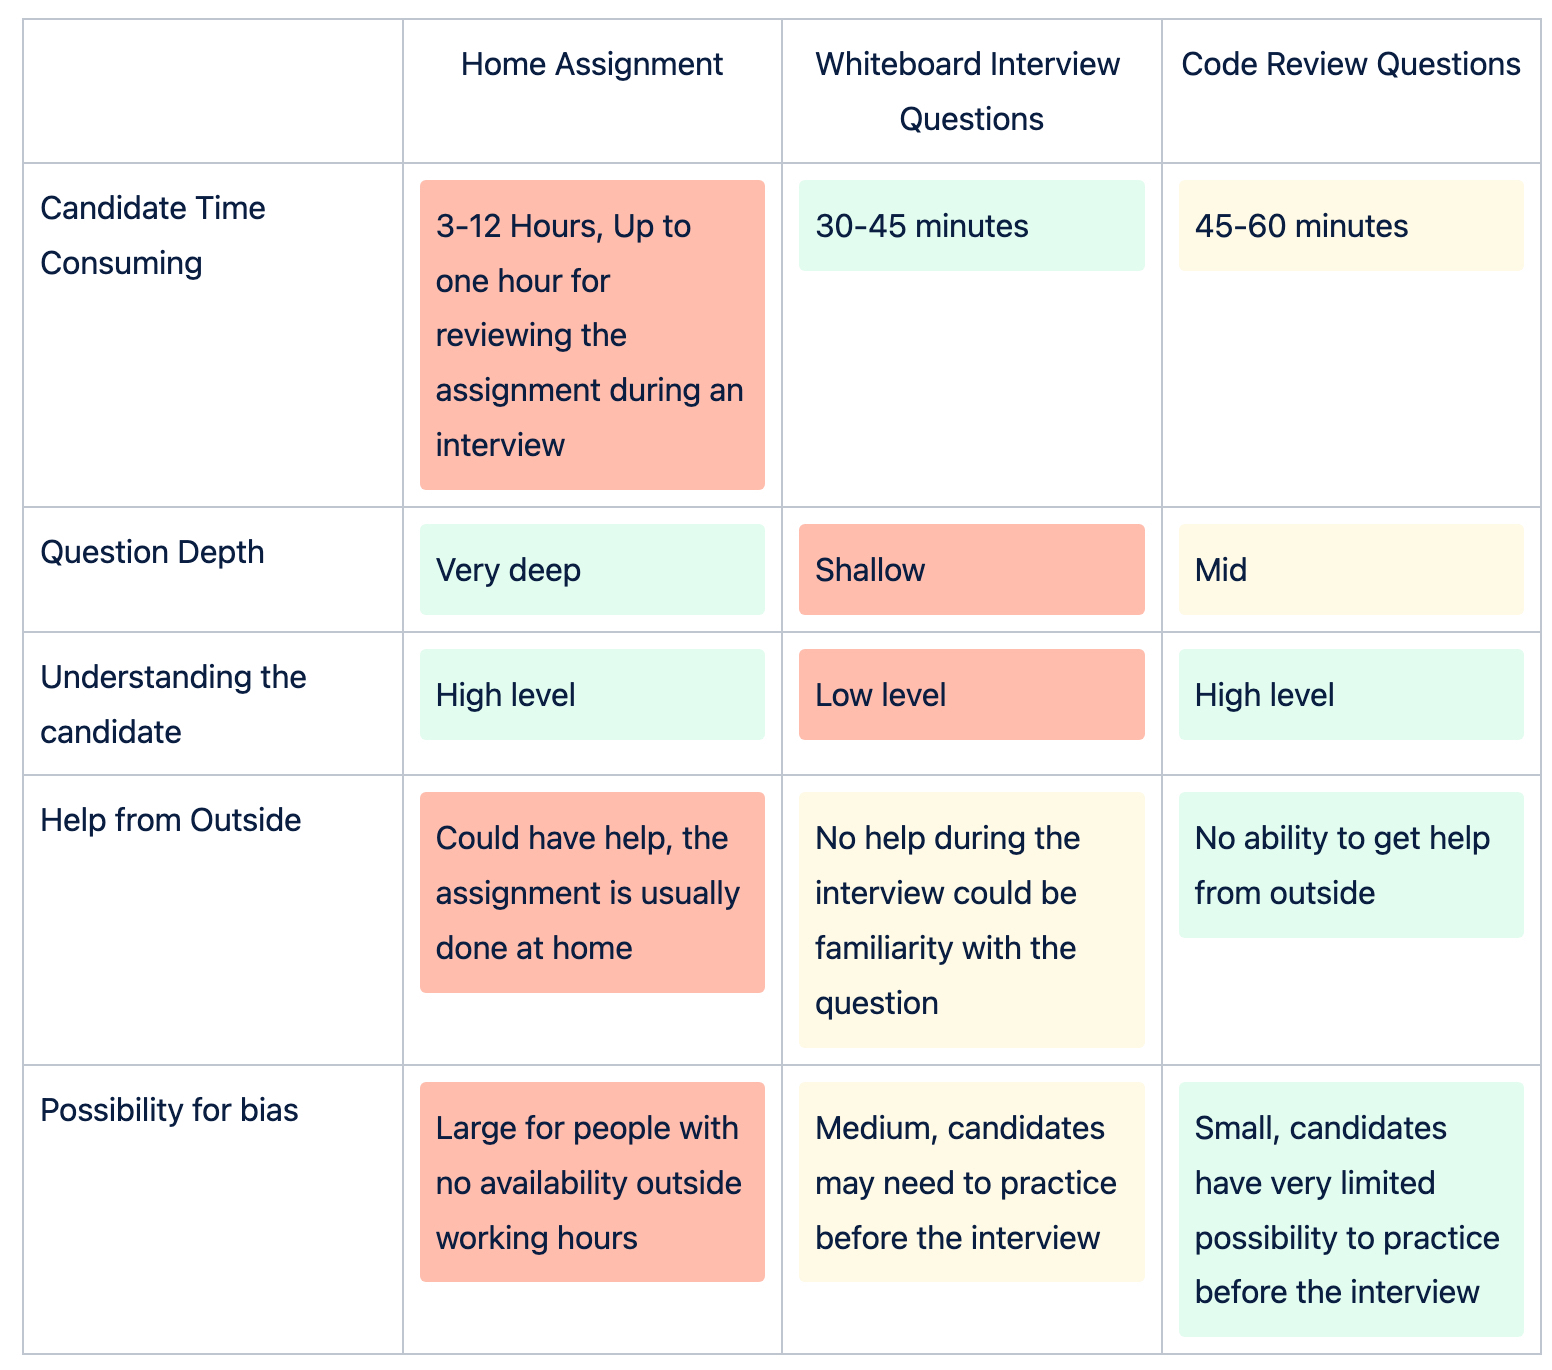 Home Assignment
Whiteboard Interview
Questions
Code Review Questions
Candidate Time
Consuming
3-12 Hours, Up to
one hour for
reviewing the
assignment during an
interview
30-45 minutes
45-60 minutes
Question Depth
Very deep
Shallow
Mid
Understanding the
candidate
High level
Low level
High level
Help from Outside
Could have help, the
assignment is usually
done at home
No help during the
interview could be
familiarity with the
question
No ability to get help
from outside
Possibility for bias
Large for people with
no availability outside
working hours
Medium, candidates
may need to practice
before the interview
Small, candidates
have very limited
possibility to practice
before the interview